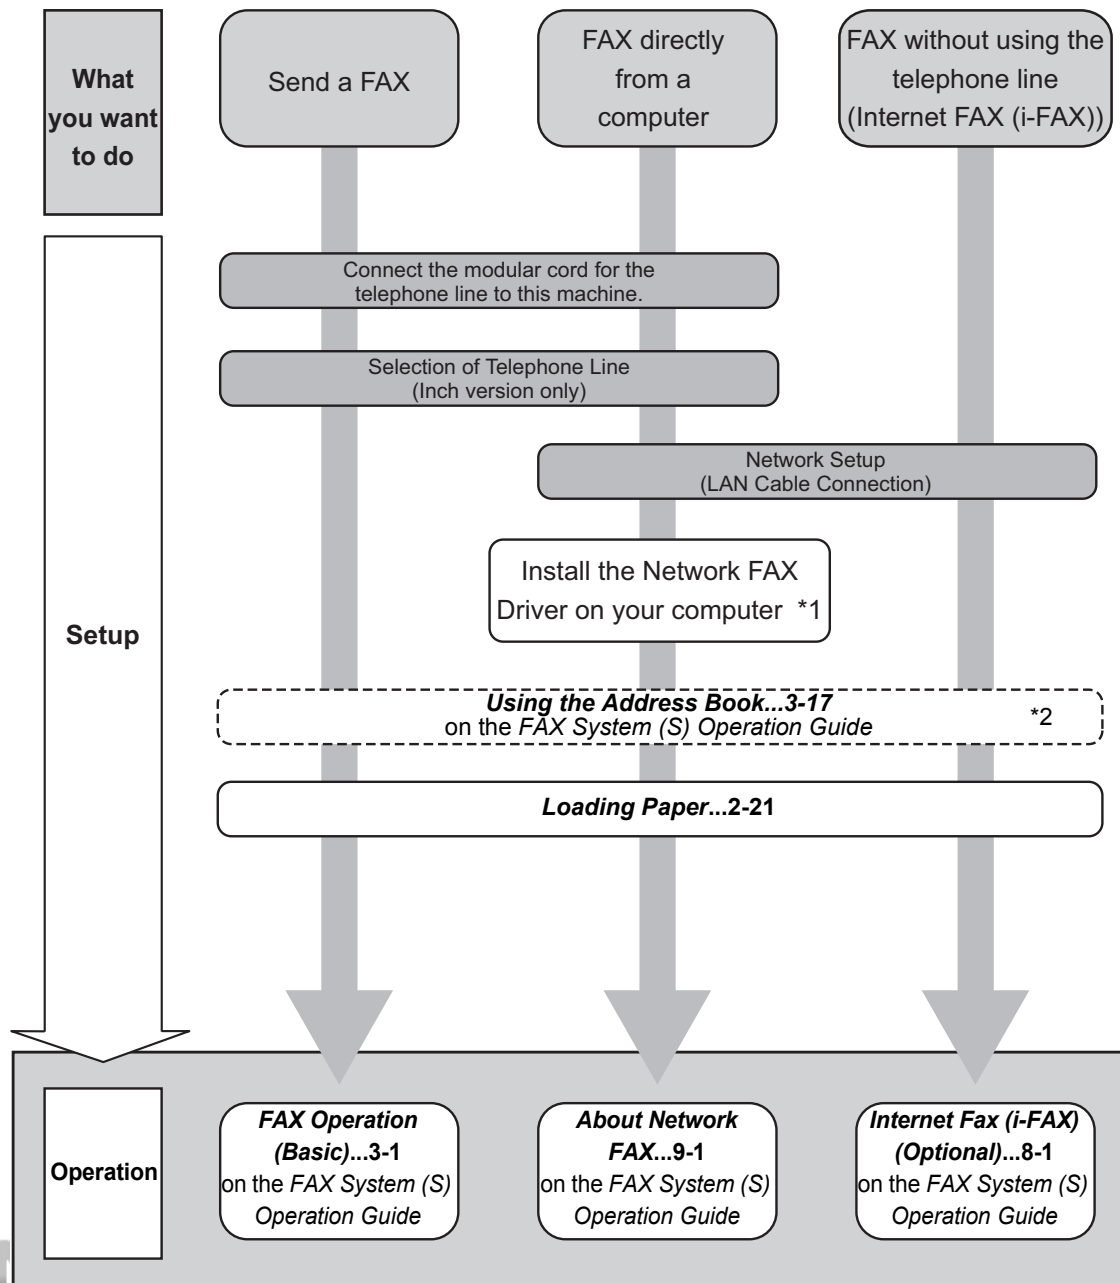 What
you want
to do
Send a FAX
FAX directly
from a
computer
FAX without using the
telephone line
(Internet FAX (i-FAX))
Setup
Connect the modular cord for the
telephone line to this machine.
Selection of Telephone Line
(Inch version only)
Network Setup
(LAN Cable Connection)
Install the Network FAX
Driver on your computer *1
Using the Address Book...3-17
on the FAX System (S) Operation Guide *2
Loading Paper...2-21
Operation
FAX Operation
(Basic)...3-1
on the FAX System (S)
Operation Guide
About Network
FAX...9-1
on the FAX System (S)
Operation Guide
Internet Fax (i-FAX)
(Optional)...8-1
on the FAX System (S)
Operation Guide